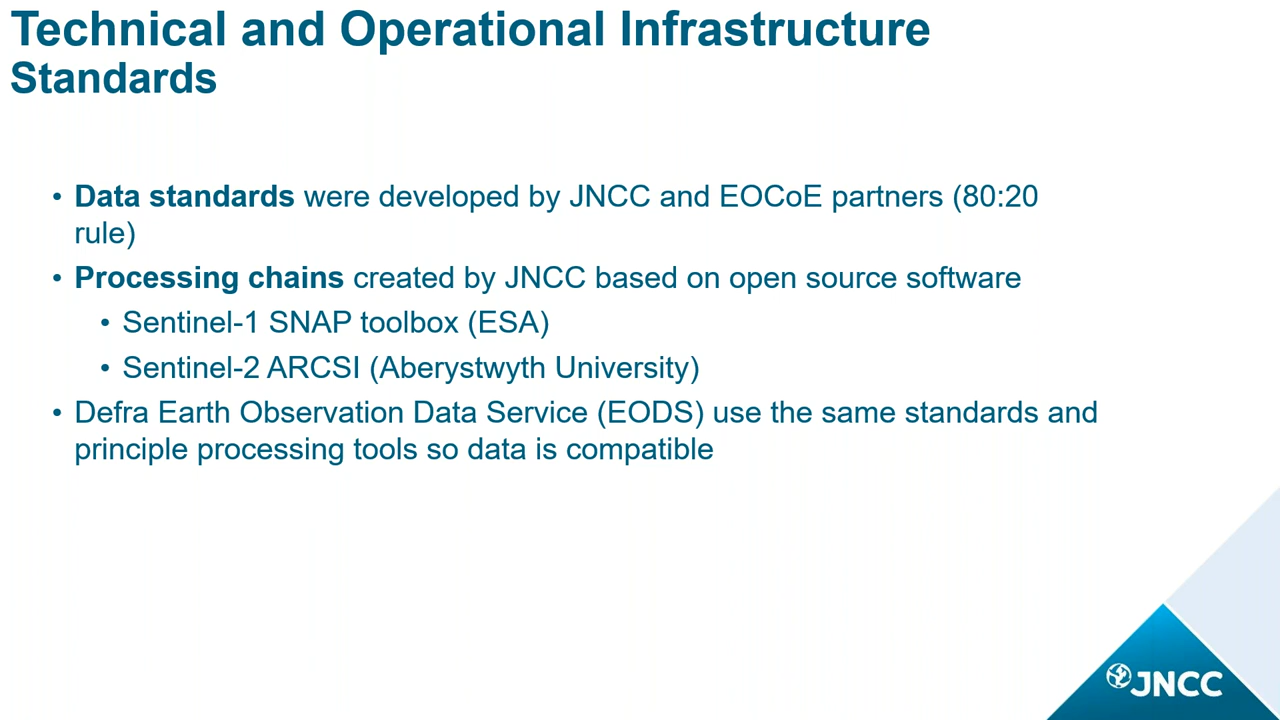 Technical and Operational Infrastructure
Standards
• Data standards were developed by JNCC and EOCoE partners (80:20
rule)
• Processing chains created by JNCC based on open source software
• Sentinel-1 SNAP toolbox (ESA)
• Sentinel-2 ARCSI (Aberystwyth University)
• Defra Earth Observation Data Service (EODS) use the same standards and
principle processing tools so data is compatible
JNCC